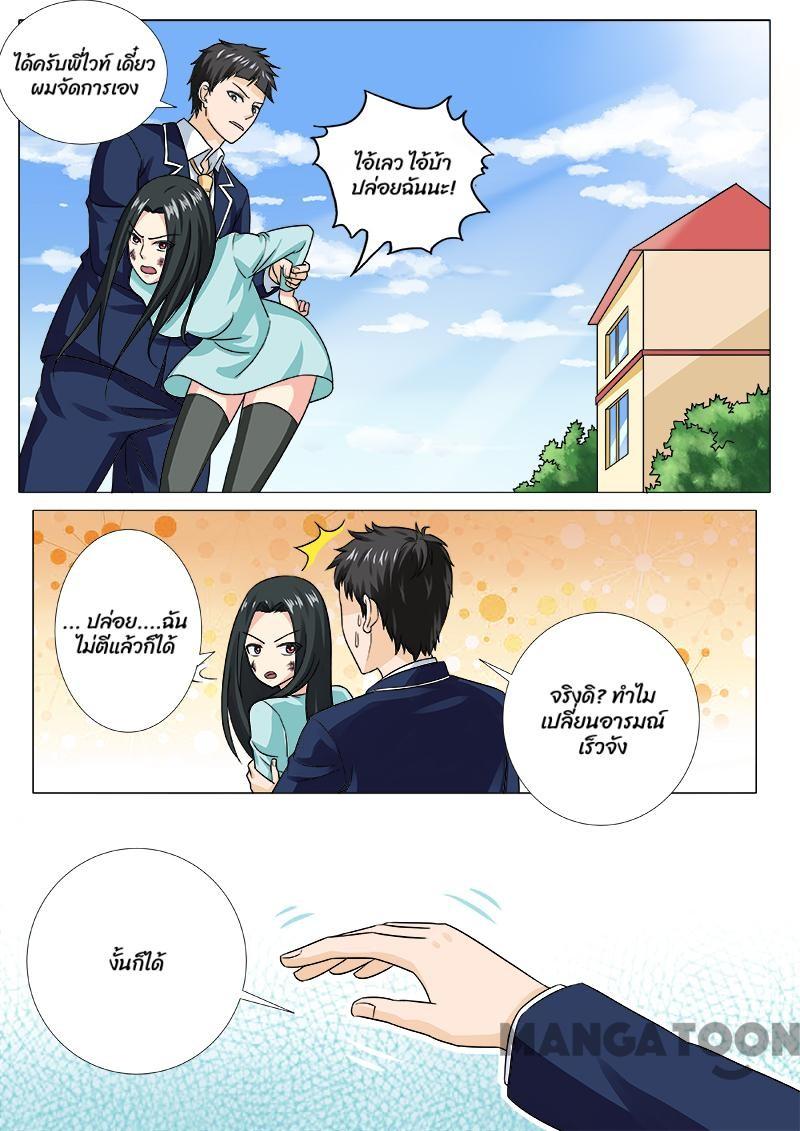 ได้ครับพี่ไวท์ เดี๋ยว
ผมจัดการเอง
ไอ้เลว ไอ้บ้า
ปล่อยฉันนะ!
... ปล่อย....ฉัน
ไม่ตีแล้วก็ได้
จริงดิ? ทำไม
เปลี่ยนอารมณ์
เร็วจัง
งั้นก็ได้
MANGATOON